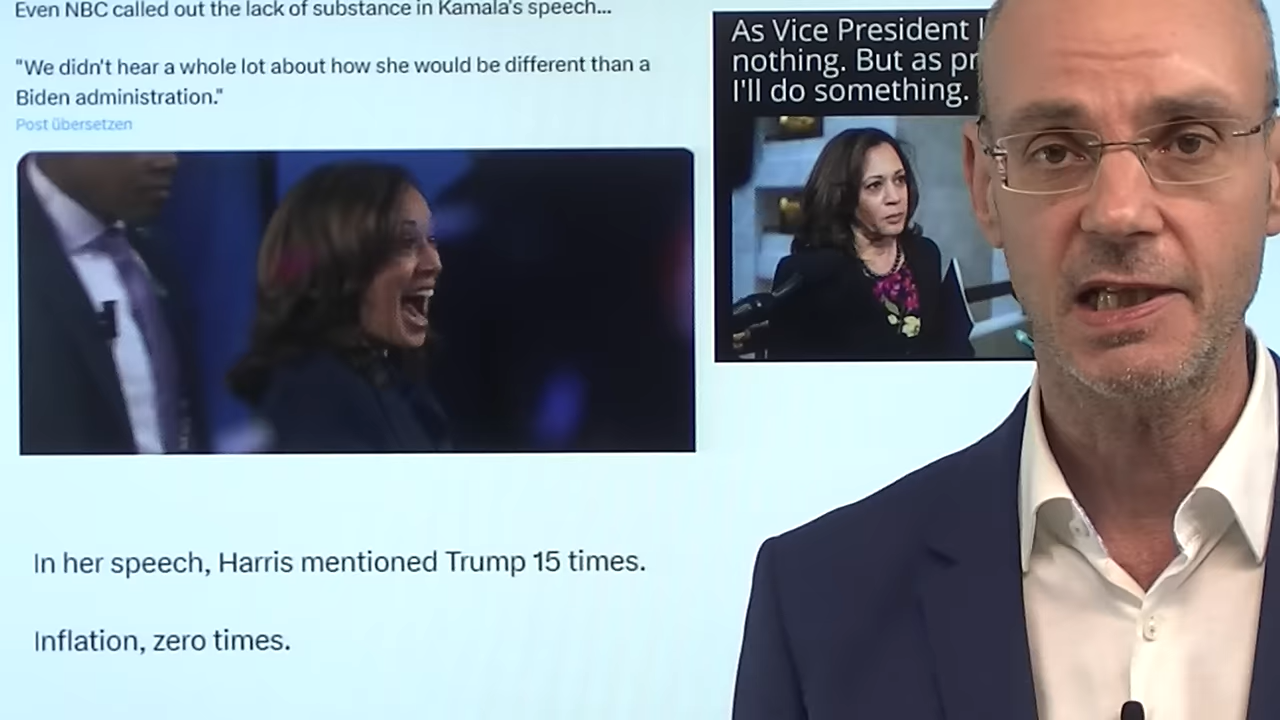 Even NBC called out the lack of substance in Kamala's speech...
"We didn't hear a whole lot about how she would be different than a
Biden administration."
Post übersetzen
As Vice President I
nothing. But as pr
I'll do something.
In her speech, Harris mentioned Trump 15 times.
Inflation, zero times.